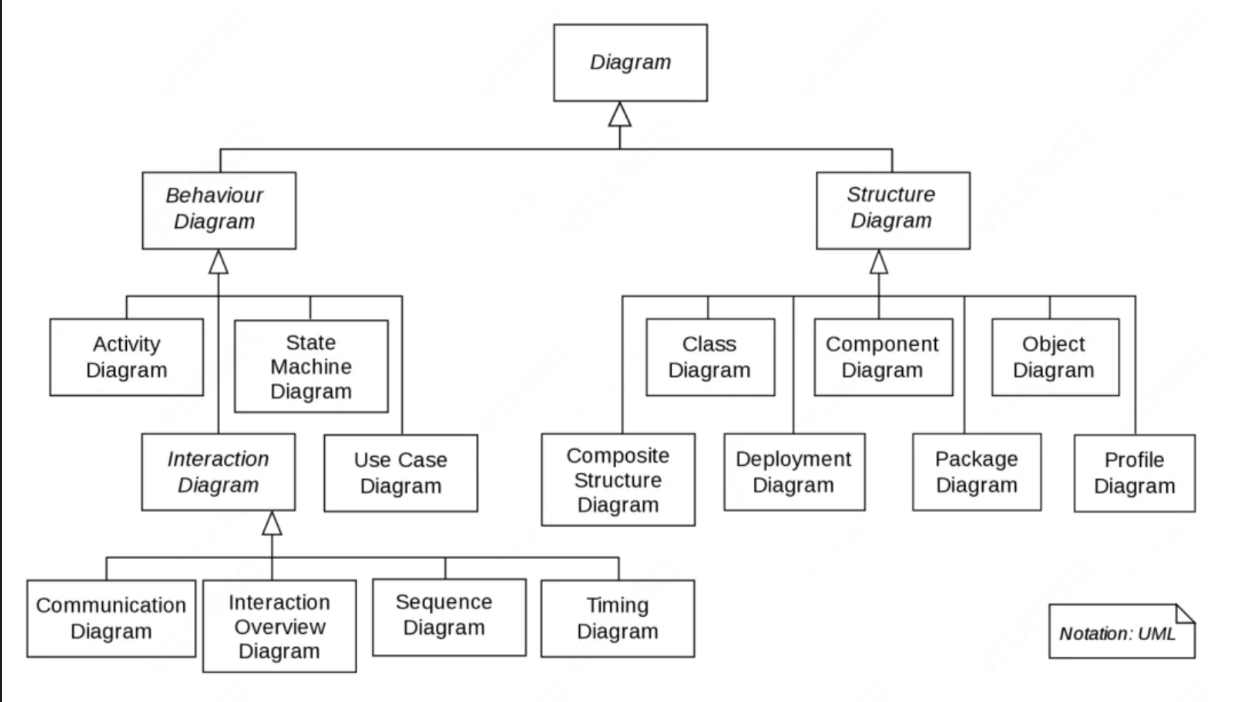 Diagram
Behaviour
Diagram
Structure
Diagram
Activity
Diagram
State
Machine
Diagram
Class
Diagram
Component
Diagram
Object
Diagram
Interaction
Diagram
Use Case
Diagram
Composite
Structure
Diagram
Deployment
Diagram
Package
Diagram
Profile
Diagram
Communication
Diagram
Interaction
Overview
Diagram
Sequence
Diagram
Timing
Diagram
Notation: UML